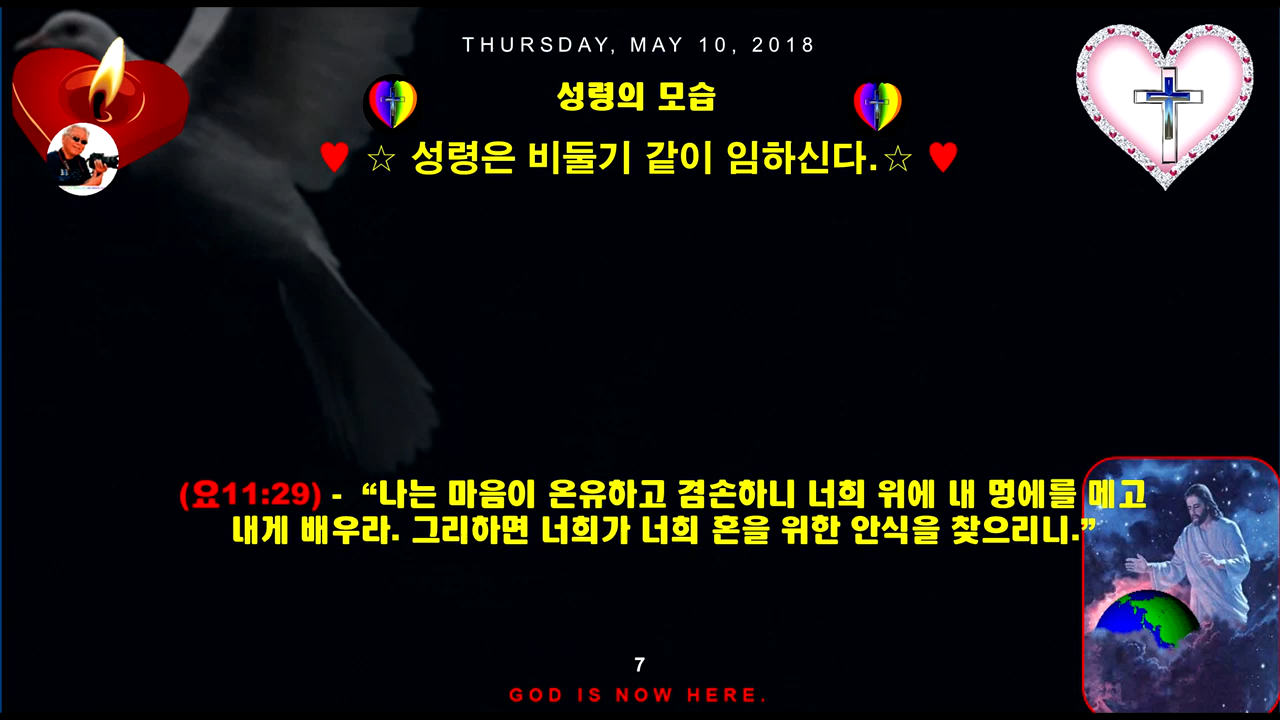 THURSDAY, MAY 10, 2018
성령의 모습
♥ ☆ 성령은 비둘기 같이 임하신다.☆ ♥
(요11:29) - “나는 마음이 온유하고 겸손하니 너희 위에 내 멍에를 메고
내게 배우라. 그리하면 너희가 너희 혼을 위한 안식을 찾으리니.”
7
GOD IS NOW HERE.